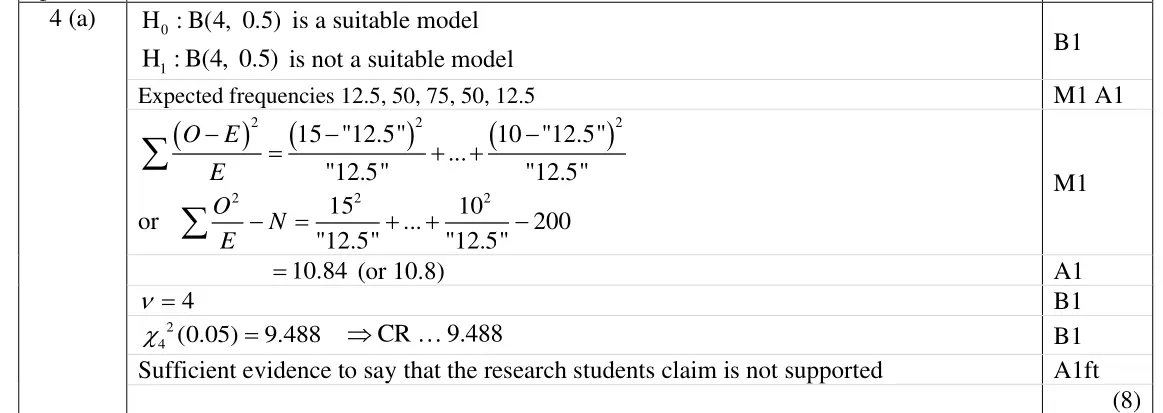 4 (a)
H₀ : B(4, 0.5) is a suitable model
H₁ : B(4, 0.5) is not a suitable model
B1
Expected frequencies 12.5, 50, 75, 50, 12.5 M1 A1
∑ (O − E)² / E = (15 − "12.5")² / "12.5" + ... + (10 − "12.5")² / "12.5"
or ∑ O² / E − N = 15² / "12.5" + ... + 10² / "12.5" − 200
M1
= 10.84 (or 10.8) A1
ν = 4 B1
χ₄² (0.05) = 9.488 ⇒ CR … 9.488 B1
Sufficient evidence to say that the research students claim is not supported A1ft
(8)